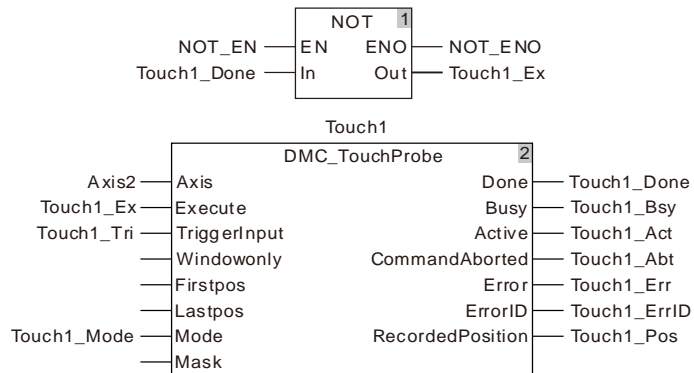 NOT 1
NOT_EN EN ENO NOT_ENO
Touch1_Done In Out Touch1_Ex
Touch1
DMC_TouchProbe 2
Axis2 Axis Done Touch1_Done
Touch1_Ex Execute Busy Touch1_Bsy
Touch1_Tri TriggerInput Active Touch1_Act
Windowonly CommandAborted Touch1_Abt
Firstpos Error Touch1_Err
Lastpos ErrorID Touch1_ErrID
Touch1_Mode Mode RecordedPosition Touch1_Pos
Mask